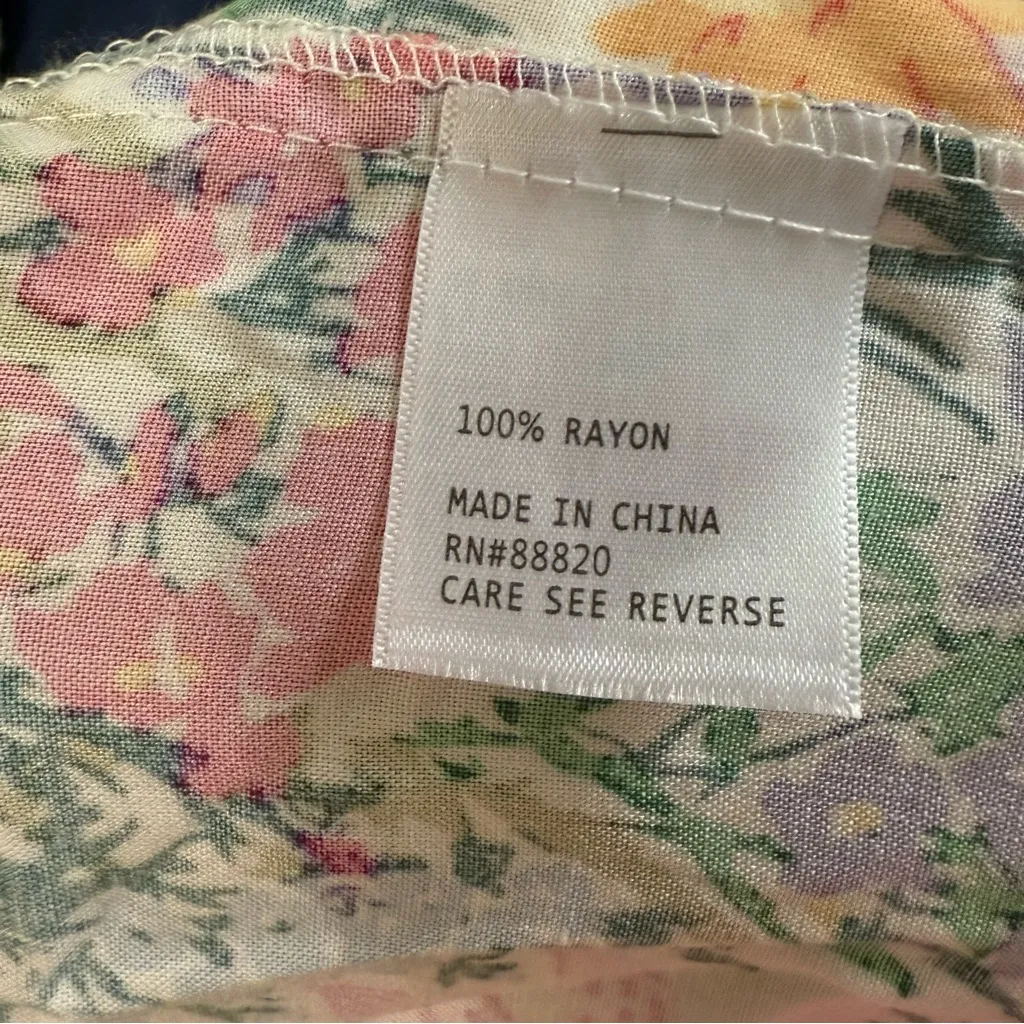 100% RAYON
MADE IN CHINA
RN#88820
CARE SEE REVERSE